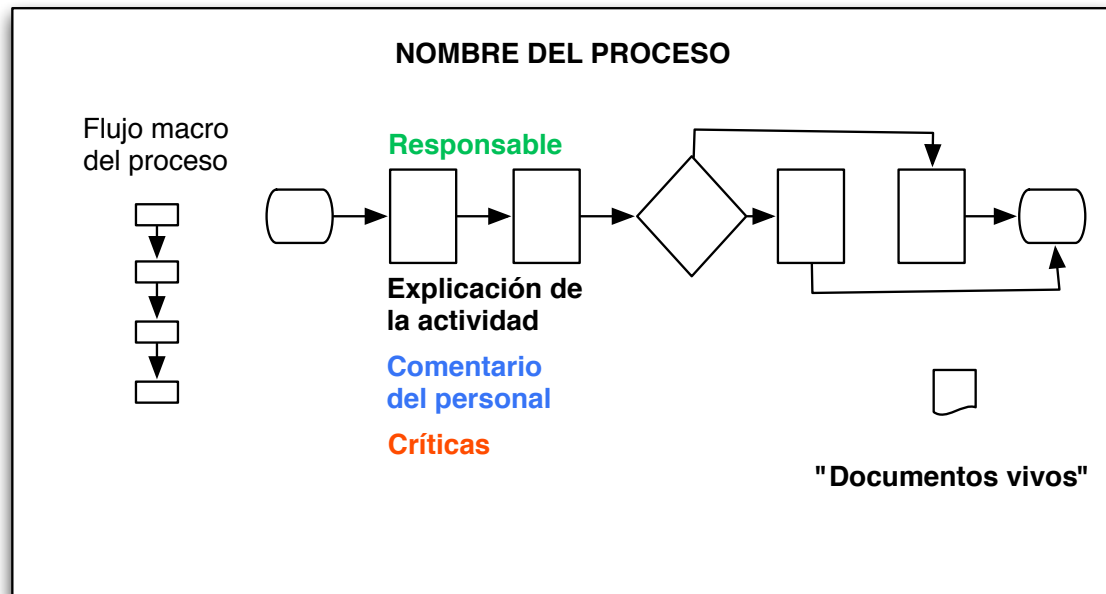 NOMBRE DEL PROCESO
Flujo macro
del proceso
Responsable
Explicación de
la actividad
Comentario
del personal
Críticas
"Documentos vivos"